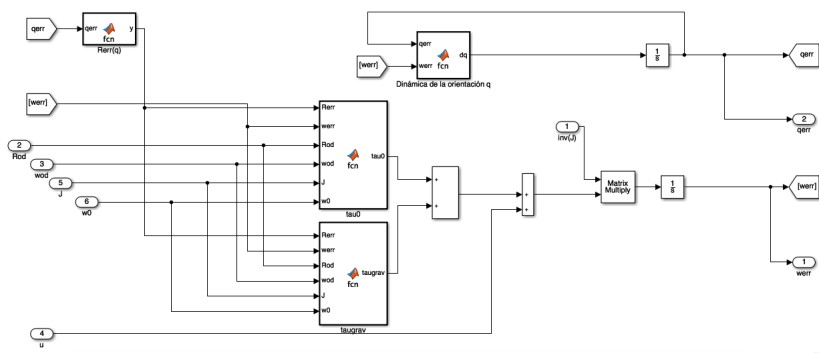 qerr
qerr
y
fcn
Rerr(q)
qerr
werr
dq
fcn
Dinámica de la orientación q
[werr]
1
s
qerr
2
qerr
[werr]
2
Rod
3
wod
5
J
6
w0
Rerr
werr
Rod
wod
J
w0
tau0
fcn
tau0
Rerr
werr
Rod
wod
J
w0
taugrav
fcn
taugrav
+
+
+
+
1
inv(J)
Matrix
Multiply
1
s
[werr]
1
werr
4
u